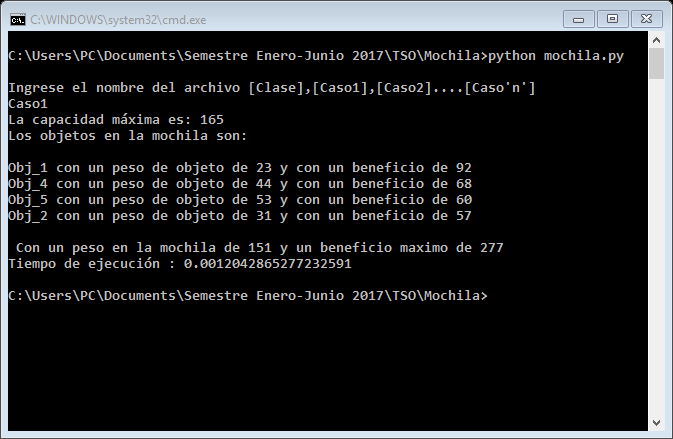 C:\WINDOWS\system32\cmd.exe
C:\Users\PC\Documents\Semestre Enero-Junio 2017\TSO\Mochila>python mochila.py
Ingrese el nombre del archivo [Clase],[Caso1],[Caso2]....[Caso'n']
Caso1
La capacidad máxima es: 165
Los objetos en la mochila son:
Obj_1 con un peso de objeto de 23 y con un beneficio de 92
Obj_4 con un peso de objeto de 44 y con un beneficio de 68
Obj_5 con un peso de objeto de 53 y con un beneficio de 60
Obj_2 con un peso de objeto de 31 y con un beneficio de 57
Con un peso en la mochila de 151 y un beneficio maximo de 277
Tiempo de ejecución : 0.0012042865277232591
C:\Users\PC\Documents\Semestre Enero-Junio 2017\TSO\Mochila>